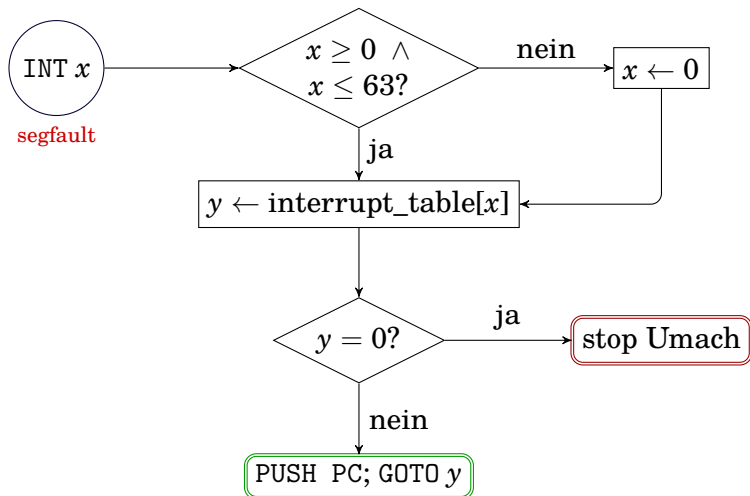 INT x
segfault
x ≥ 0 ∧
x ≤ 63?
nein
x ← 0
ja
y ← interrupt_table[x]
y = 0?
ja
stop Umach
nein
PUSH PC; GOTO y